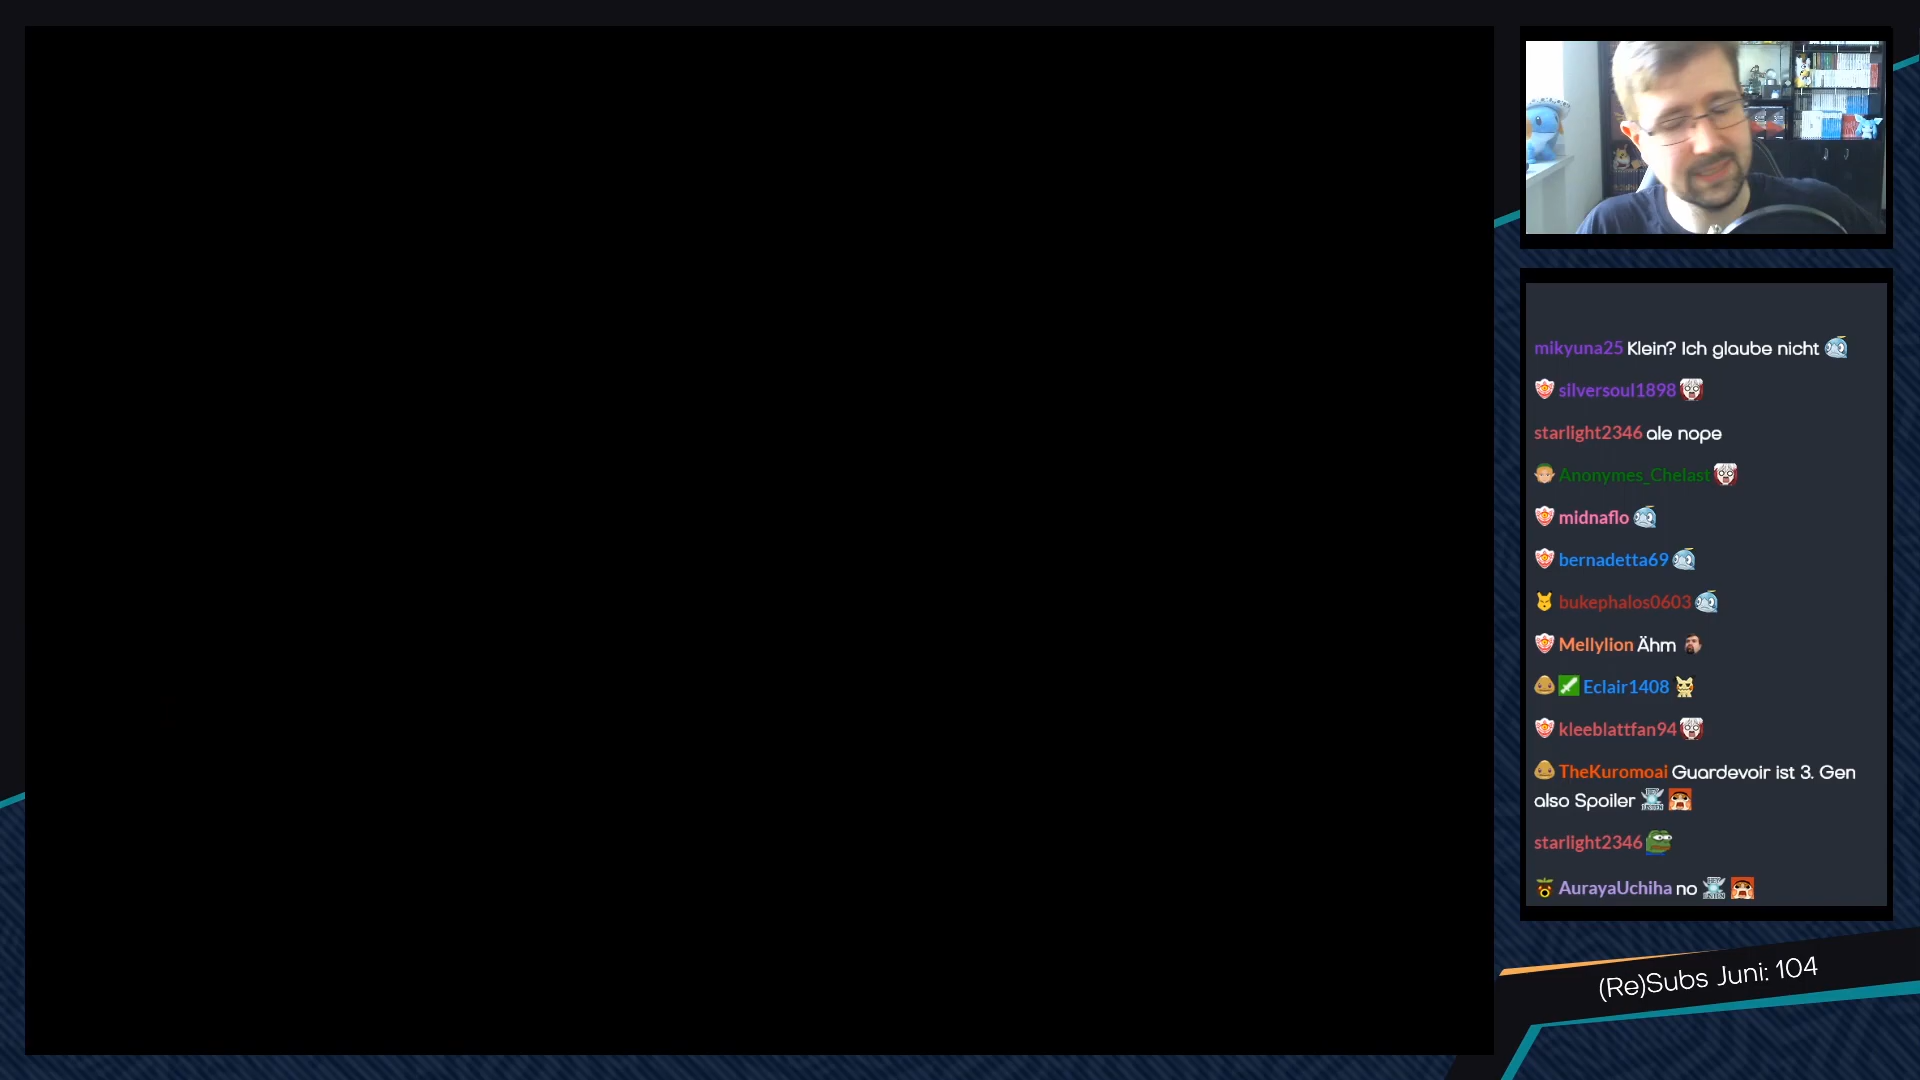 mikyuna25 Klein? Ich glaube nicht
silversoul1898
starlight2346 ale nope
Anonymes_Chelast
midnaflo
bernadetta69
bukephalos0603
Mellylion Ähm
Eclair1408
kleeblattfan94
TheKuromoai Guardevoir ist 3. Gen
also Spoiler
starlight2346
AurayaUchiha no
(Re)Subs Juni: 104